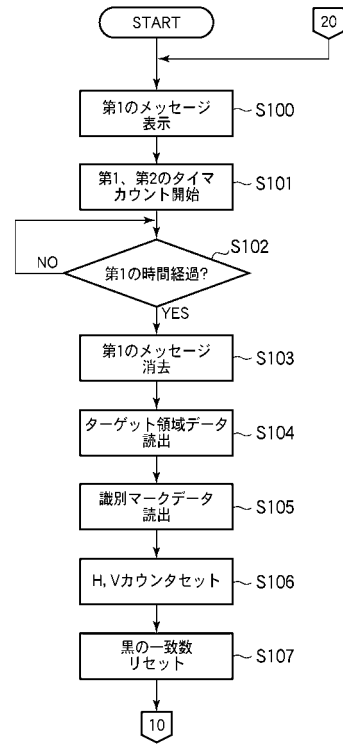 START
20
第1のメッセージ
表示
S100
第1、第2のタイマ
カウント開始
S101
S102
NO
第1の時間経過?
YES
第1のメッセージ
消去
S103
ターゲット領域データ
読出
S104
識別マークデータ
読出
S105
H, Vカウンタセット
S106
黒の一致数
リセット
S107
10